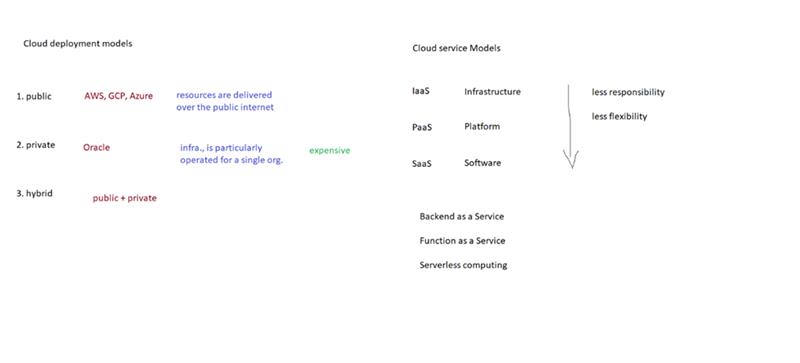 Cloud deployment models
1. public AWS, GCP, Azure resources are delivered
over the public internet
2. private Oracle infra., is particularly
operated for a single org. expensive
3. hybrid public + private
Cloud service Models
IaaS Infrastructure less responsibility
less flexibility
PaaS Platform
SaaS Software
Backend as a Service
Function as a Service
Serverless computing